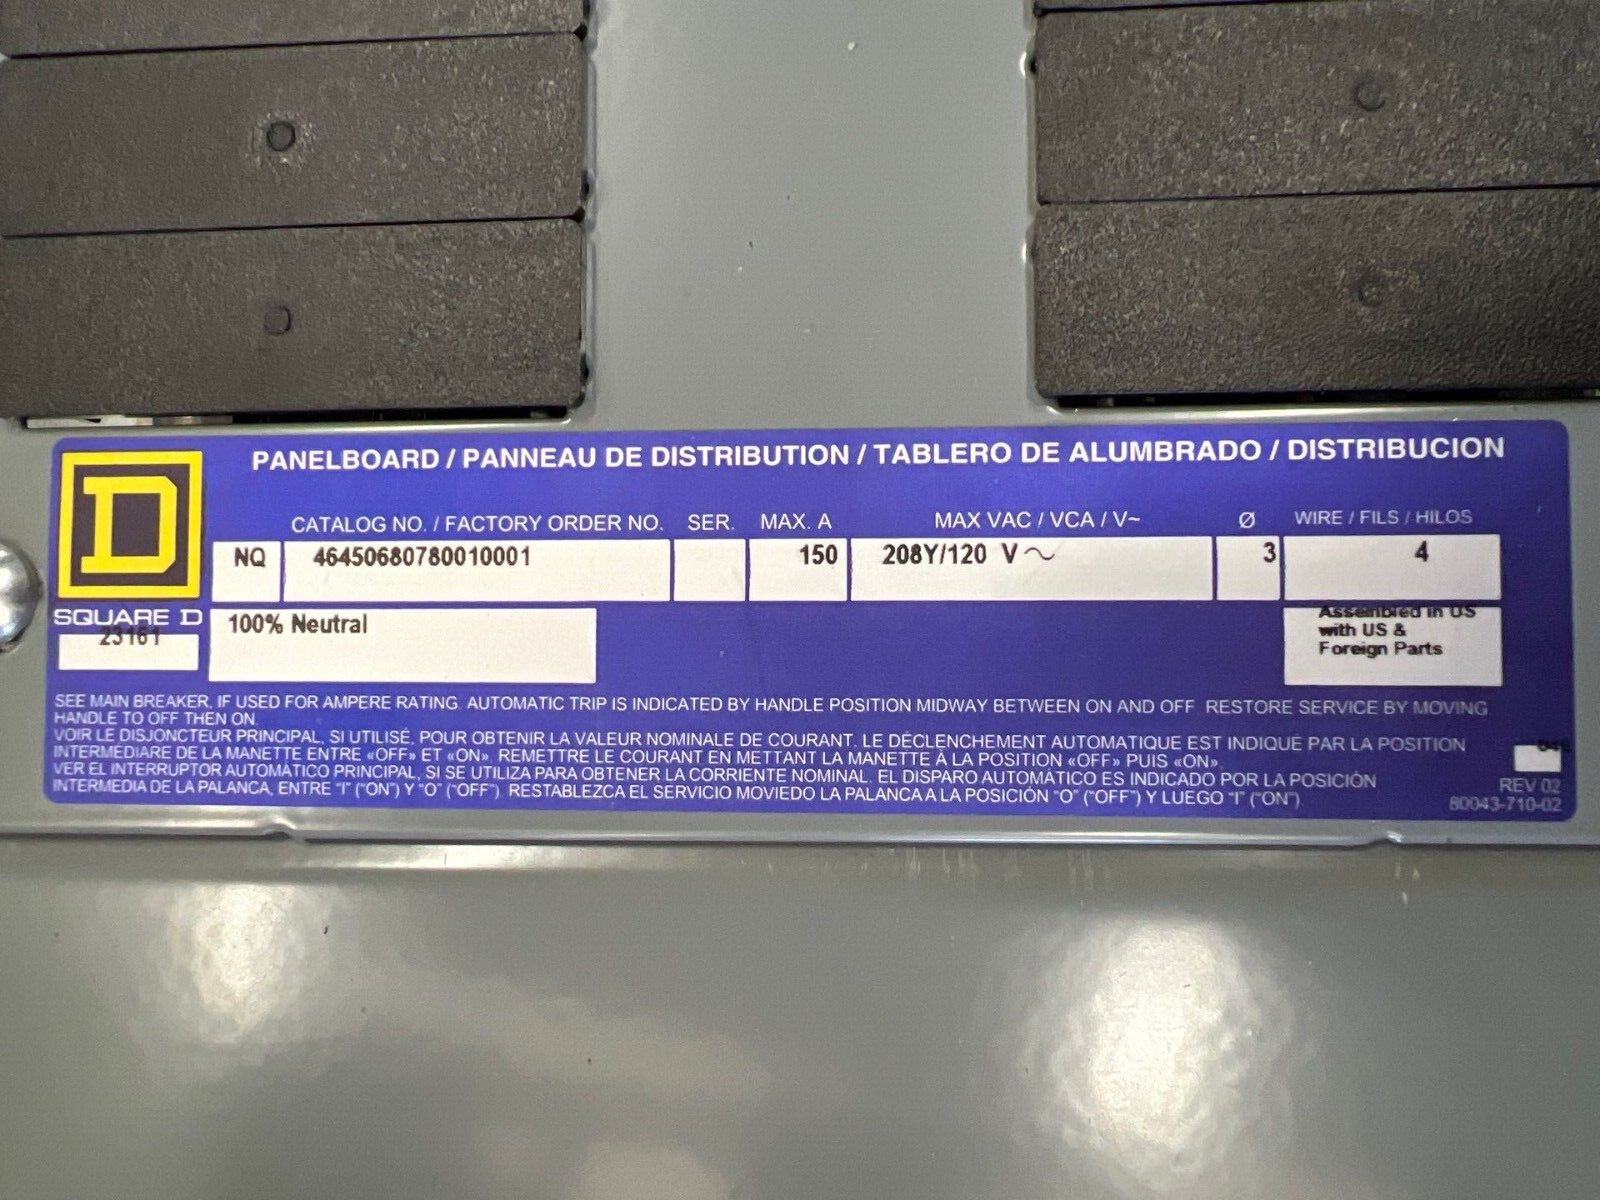 PANELBOARD / PANNEAU DE DISTRIBUTION / TABLERO DE ALUMBRADO / DISTRIBUCION
CATALOG NO. / FACTORY ORDER NO. SER. MAX. A MAX VAC / VCA / V~ Ø WIRE / FILS / HILOS
NQ 46450680780010001 150 208Y/120 V~ 3 4
D
SQUARE D
23161
100% Neutral
Assembled in US
with US &
Foreign Parts
SEE MAIN BREAKER, IF USED FOR AMPERE RATING. AUTOMATIC TRIP IS INDICATED BY HANDLE POSITION MIDWAY BETWEEN ON AND OFF. RESTORE SERVICE BY MOVING
HANDLE TO OFF THEN ON.
VOIR LE DISJONCTEUR PRINCIPAL, SI UTILISÉ, POUR OBTENIR LA VALEUR NOMINALE DE COURANT. LE DÉCLENCHEMENT AUTOMATIQUE EST INDIQUÉ PAR LA POSITION
INTERMÉDIARE DE LA MANETTE ENTRE «OFF» ET «ON». REMETTRE LE COURANT EN METTANT LA MANETTE À LA POSITION «OFF» PUIS «ON».
VER EL INTERRUPTOR AUTOMÁTICO PRINCIPAL, SI SE UTILIZA PARA OBTENER LA CORRIENTE NOMINAL. EL DISPARO AUTOMÁTICO ES INDICADO POR LA POSICIÓN
INTERMEDIA DE LA PALANCA, ENTRE "I" ("ON") Y "O" ("OFF"). RESTABLEZCA EL SERVICIO MOVIEDO LA PALANCA A LA POSICIÓN "O" ("OFF") Y LUEGO "I" ("ON")
REV 02
80043-710-02